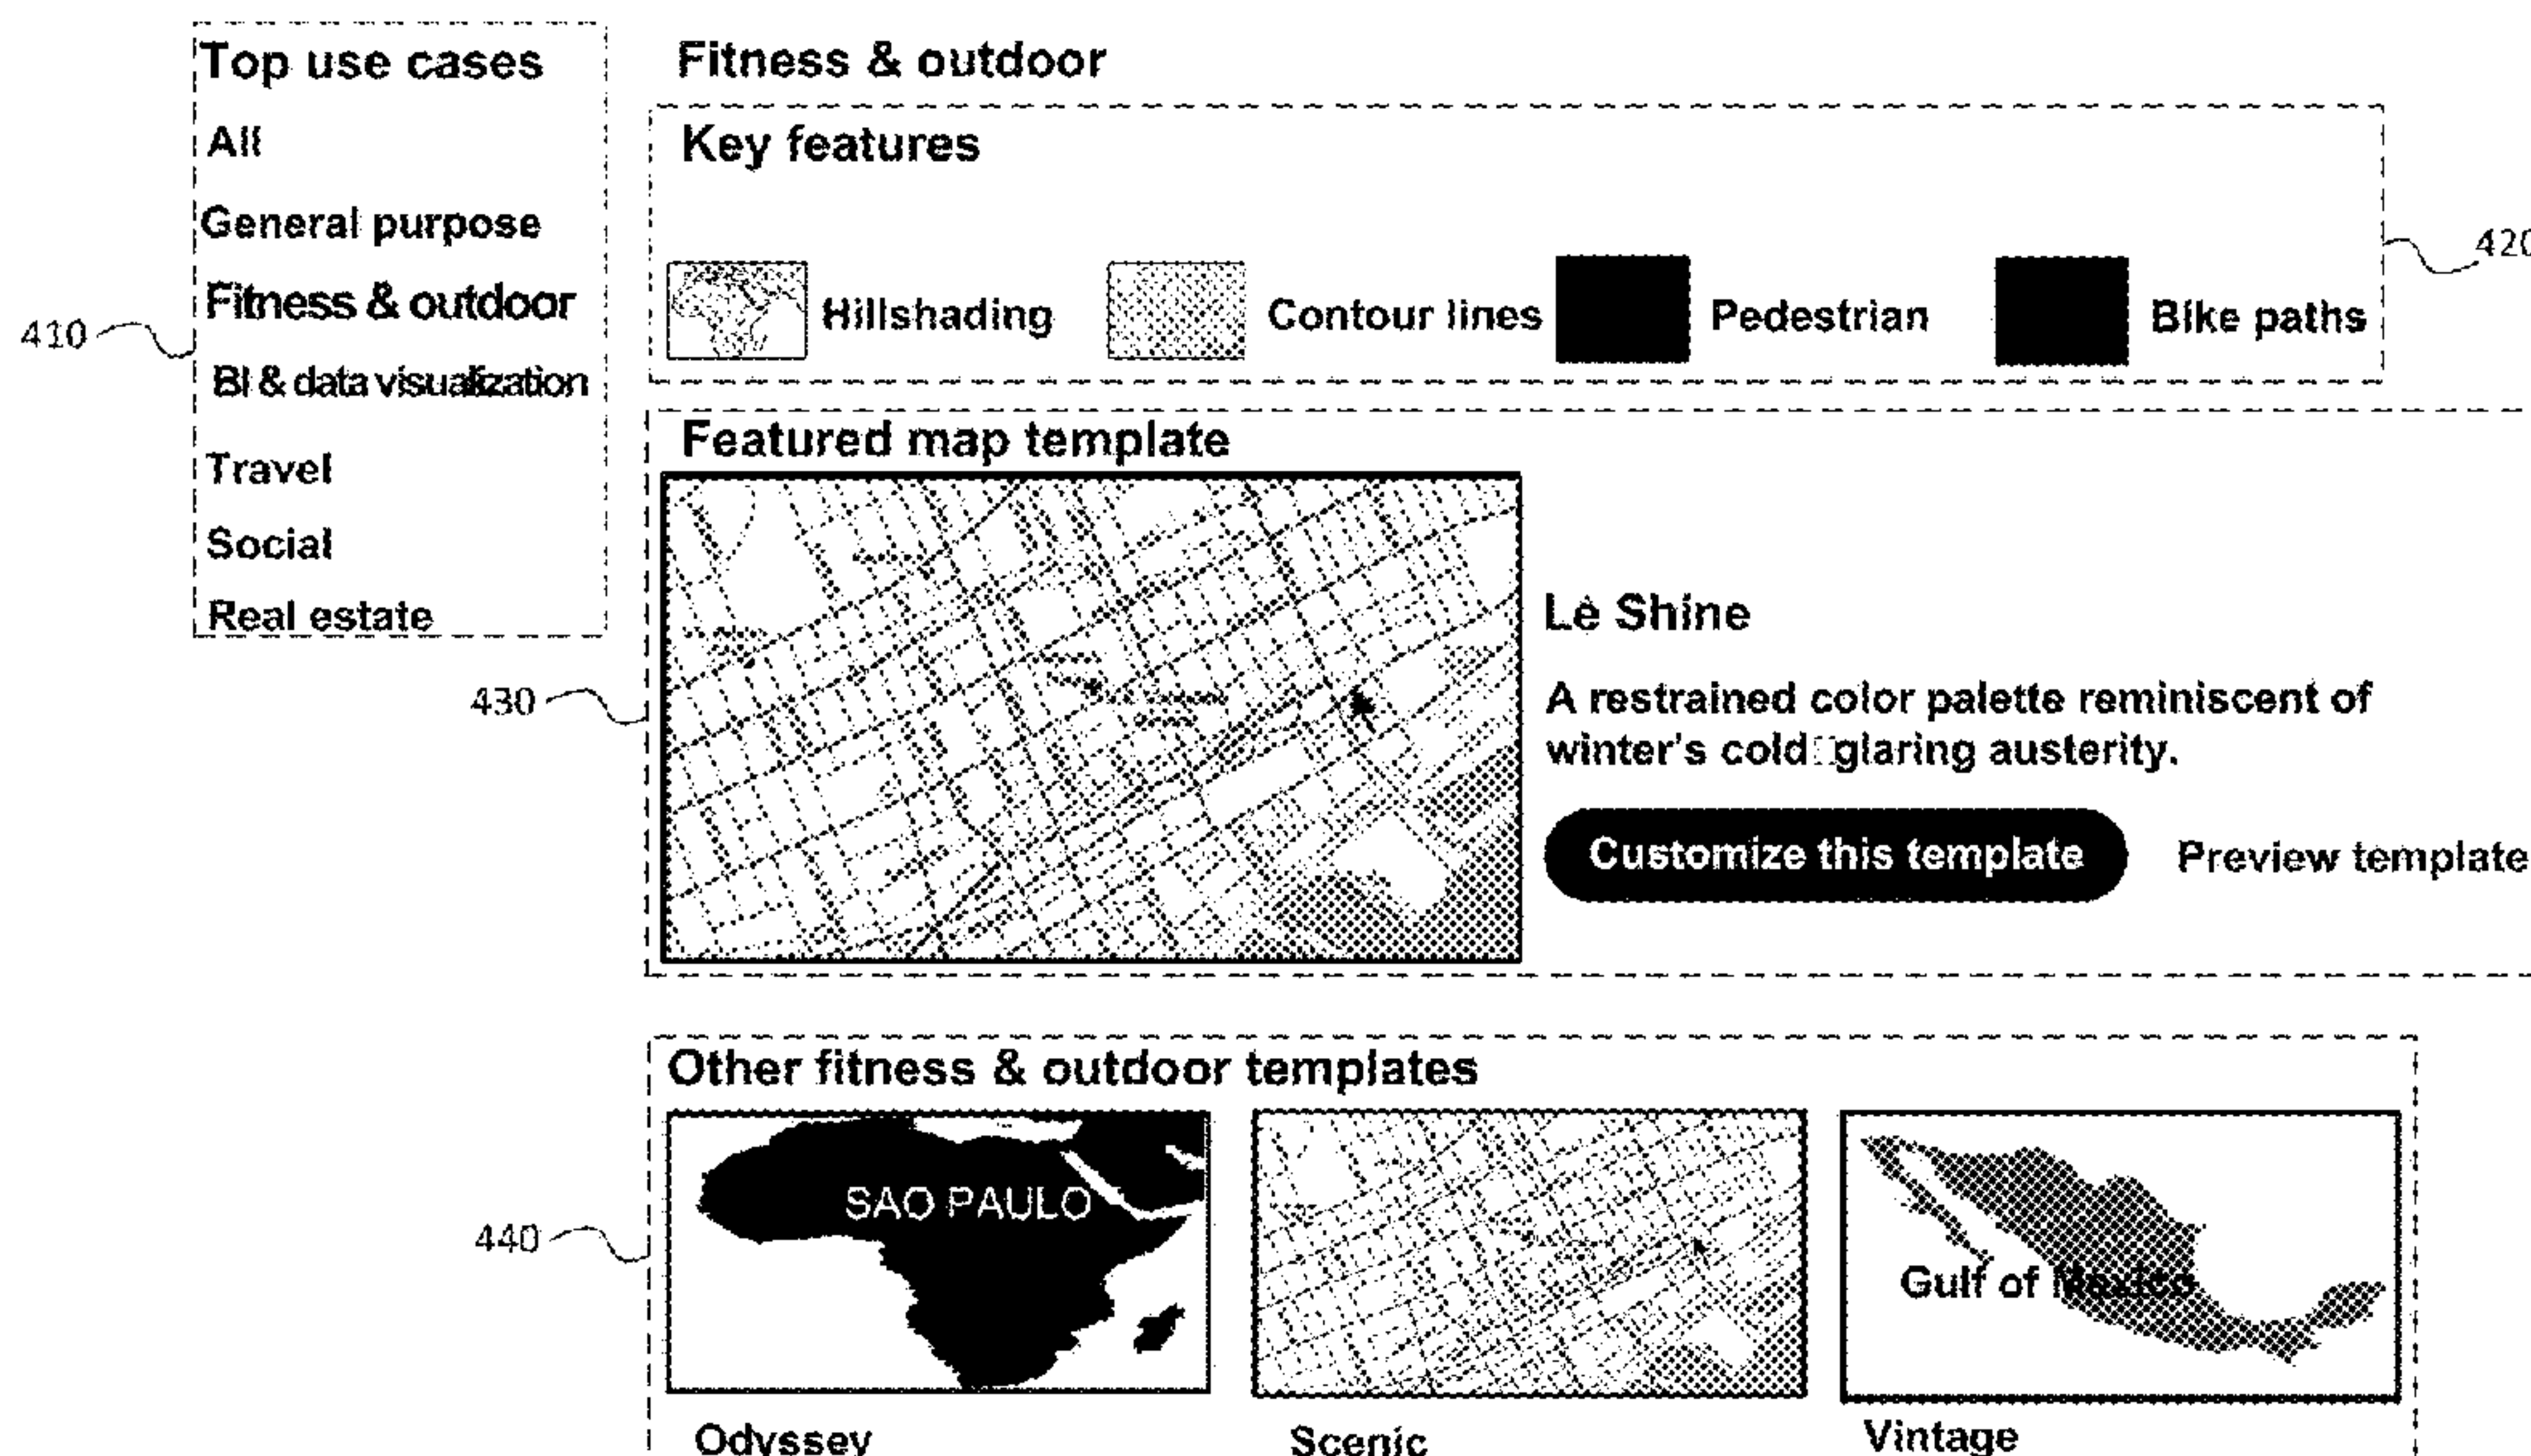 Top use cases
All
General purpose
Fitness & outdoor
BI & data visualization
Travel
Social
Real estate
410
Fitness & outdoor
Key features
Hillshading
Contour lines
Pedestrian
Bike paths
420
Featured map template
430
Le Shine
A restrained color palette reminiscent of
winter's cold glaring austerity.
Customize this template
Preview template
Other fitness & outdoor templates
440
SAO PAULO
Gulf of Mexico
Odyssey
Scenic
Vintage